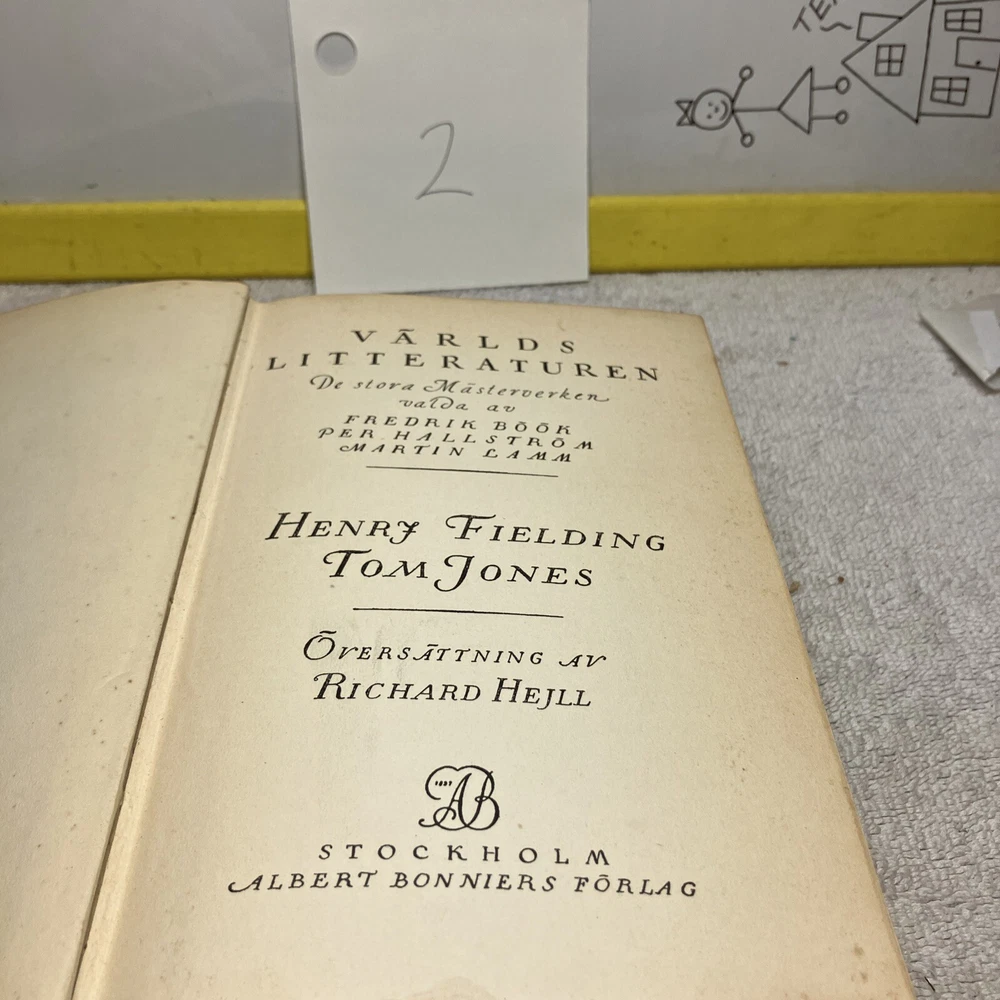 2
VÄRLDS
LITTERATUREN
De stora Mästerverken
valda av
FREDRIK BÖÖK
PER HALLSTRÖM
MARTIN LAMM
HENRY FIELDING
TOM JONES
ÖVERSÄTTNING AV
RICHARD HEJLL
AB
STOCKHOLM
ALBERT BONNIERS FÖRLAG